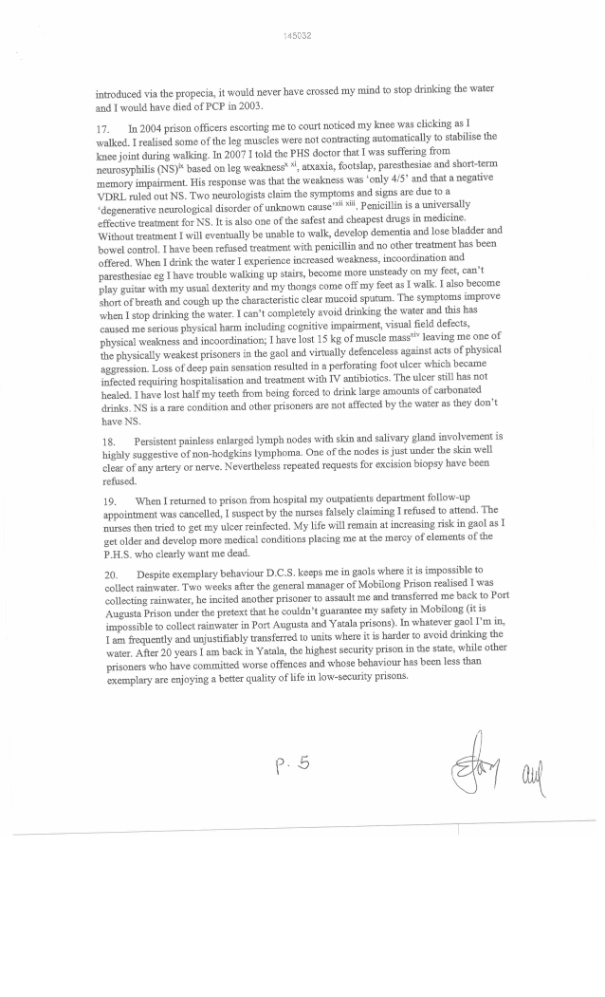 145032
introduced via the propecia, it would never have crossed my mind to stop drinking the water
and I would have died of PCP in 2003.
17. In 2004 prison officers escorting me to court noticed my knee was clicking as I
walked. I realised some of the leg muscles were not contracting automatically to stabilise the
knee joint during walking. In 2007 I told the PHS doctor that I was suffering from
neurosyphilis (NS)ix based on leg weaknessx xi, atxaxia, footslap, paresthesiae and short-term
memory impairment. His response was that the weakness was 'only 4/5' and that a negative
VDRL ruled out NS. Two neurologists claim the symptoms and signs are due to a
'degenerative neurological disorder of unknown cause'xii xiii. Penicillin is a universally
effective treatment for NS. It is also one of the safest and cheapest drugs in medicine.
Without treatment I will eventually be unable to walk, develop dementia and lose bladder and
bowel control. I have been refused treatment with penicillin and no other treatment has been
offered. When I drink the water I experience increased weakness, incoordination and
paresthesiae eg I have trouble walking up stairs, become more unsteady on my feet, can't
play guitar with my usual dexterity and my thongs come off my feet as I walk. I also become
short of breath and cough up the characteristic clear mucoid sputum. The symptoms improve
when I stop drinking the water. I can't completely avoid drinking the water and this has
caused me serious physical harm including cognitive impairment, visual field defects,
physical weakness and incoordination; I have lost 15 kg of muscle massxiv leaving me one of
the physically weakest prisoners in the gaol and virtually defenceless against acts of physical
aggression. Loss of deep pain sensation resulted in a perforating foot ulcer which became
infected requiring hospitalisation and treatment with IV antibiotics. The ulcer still has not
healed. I have lost half my teeth from being forced to drink large amounts of carbonated
drinks. NS is a rare condition and other prisoners are not affected by the water as they don't
have NS.
18. Persistent painless enlarged lymph nodes with skin and salivary gland involvement is
highly suggestive of non-hodgkins lymphoma. One of the nodes is just under the skin well
clear of any artery or nerve. Nevertheless repeated requests for excision biopsy have been
refused.
19. When I returned to prison from hospital my outpatients department follow-up
appointment was cancelled, I suspect by the nurses falsely claiming I refused to attend. The
nurses then tried to get my ulcer reinfected. My life will remain at increasing risk in gaol as I
get older and develop more medical conditions placing me at the mercy of elements of the
P.H.S. who clearly want me dead.
20. Despite exemplary behaviour D.C.S. keeps me in gaols where it is impossible to
collect rainwater. Two weeks after the general manager of Mobilong Prison realised I was
collecting rainwater, he incited another prisoner to assault me and transferred me back to Port
Augusta Prison under the pretext that he couldn't guarantee my safety in Mobilong (it is
impossible to collect rainwater in Port Augusta and Yatala prisons). In whatever gaol I'm in,
I am frequently and unjustifiably transferred to units where it is harder to avoid drinking the
water. After 20 years I am back in Yatala, the highest security prison in the state, while other
prisoners who have committed worse offences and whose behaviour has been less than
exemplary are enjoying a better quality of life in low-security prisons.
P. 5